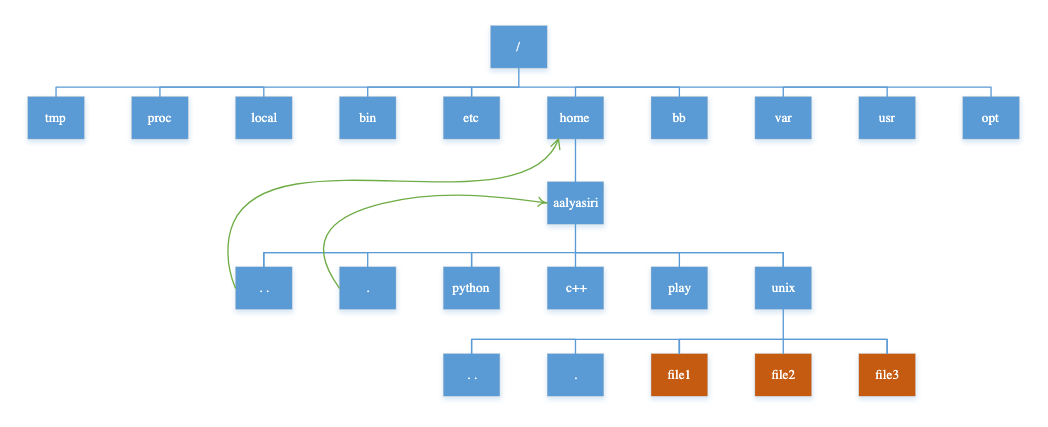 /
tmp
proc
local
bin
etc
home
bb
var
usr
opt
aalyasiri
. .
.
python
c++
play
unix
. .
.
file1
file2
file3